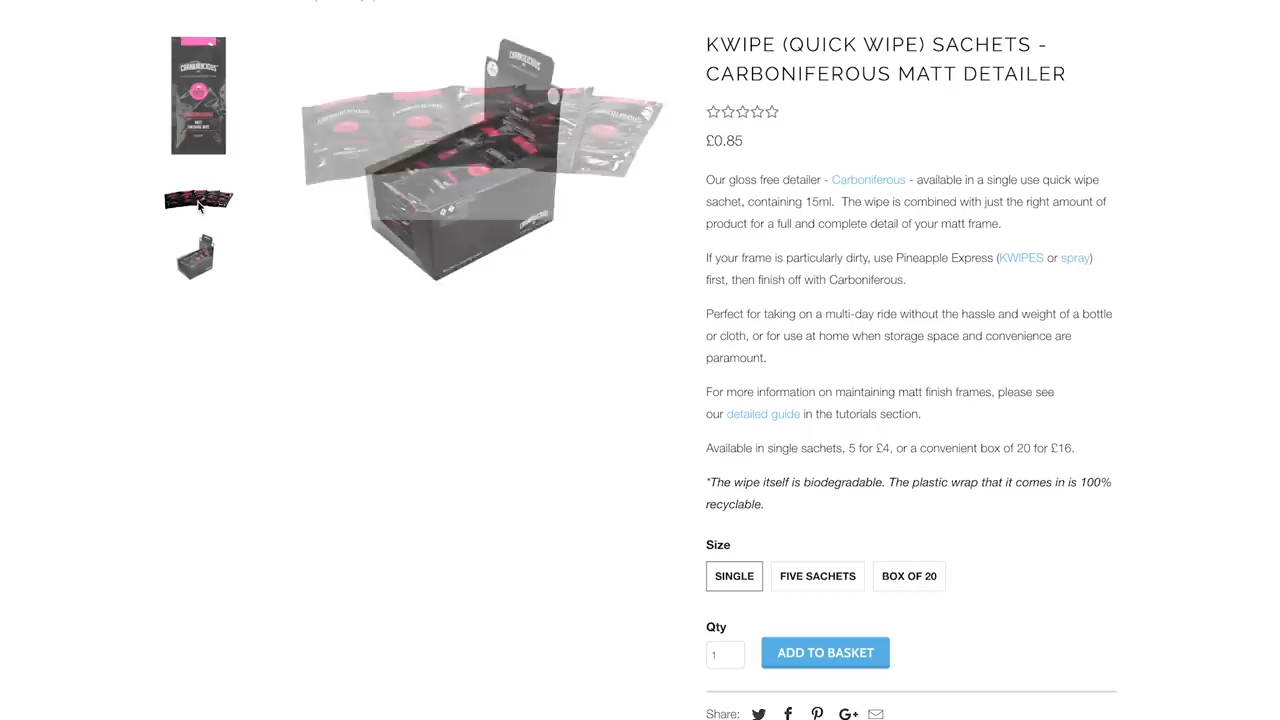 KWIPE (QUICK WIPE) SACHETS -
CARBONIFEROUS MATT DETAILER
£0.85
Our gloss free detailer - Carboniferous - available in a single use quick wipe
sachet, containing 15ml. The wipe is combined with just the right amount of
product for a full and complete detail of your matt frame.
If your frame is particularly dirty, use Pineapple Express (KWIPES or spray)
first, then finish off with Carboniferous.
Perfect for taking on a multi-day ride without the hassle and weight of a bottle
or cloth, or for use at home when storage space and convenience are
paramount.
For more information on maintaining matt finish frames, please see
our detailed guide in the tutorials section.
Available in single sachets, 5 for £4, or a convenient box of 20 for £16.
*The wipe itself is biodegradable. The plastic wrap that it comes in is 100%
recyclable.
Size
SINGLE FIVE SACHETS BOX OF 20
Qty
1 ADD TO BASKET
Share: